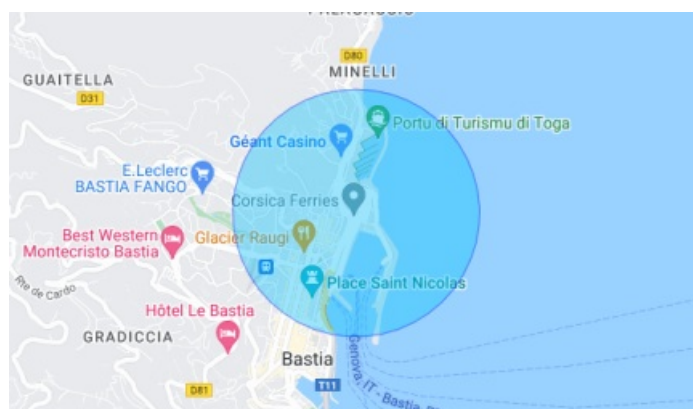 PALAGACCIO
D80
MINELLI
GUAITELLA
D31
Portu di Turismu di Toga
Géant Casino
E.Leclerc
BASTIA FANGO
Corsica Ferries
Best Western
Montecristo Bastia
Glacier Raugi
Rte de Cardo
Place Saint Nicolas
Hôtel Le Bastia
GRADICCIA
Bastia
Genova, IT - Bastia,
D81
T11